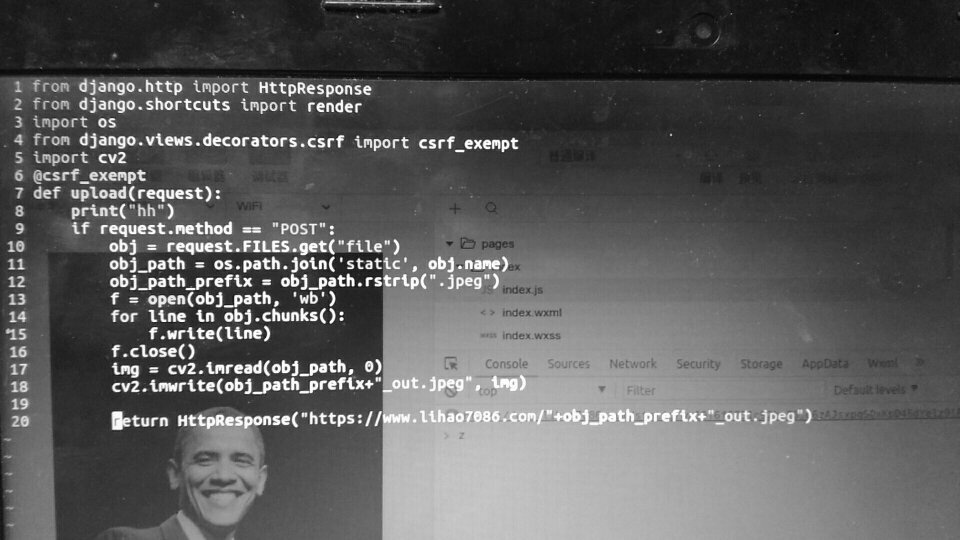 1 from django.http import HttpResponse
2 from django.shortcuts import render
3 import os
4 from django.views.decorators.csrf import csrf_exempt
5 import cv2
6 @csrf_exempt
7 def upload(request):
8     print("hh")
9     if request.method == "POST":
10         obj = request.FILES.get("file")
11         obj_path = os.path.join('static', obj.name)
12         obj_path_prefix = obj_path.rstrip(".jpeg")
13         f = open(obj_path, 'wb')
14         for line in obj.chunks():
15             f.write(line)
16         f.close()
17         img = cv2.imread(obj_path, 0)
18         cv2.imwrite(obj_path_prefix+"_out.jpeg", img)
19
20         return HttpResponse("https://www.lihao7086.com/"+obj_path_prefix+"_out.jpeg")
~
~
~
~
~
~
WiFi
普通编译
pages
index.js
<> index.wxml
wxss index.wxss
Console Sources Network Security Storage AppData Wxml »
top Filter Default levels
z